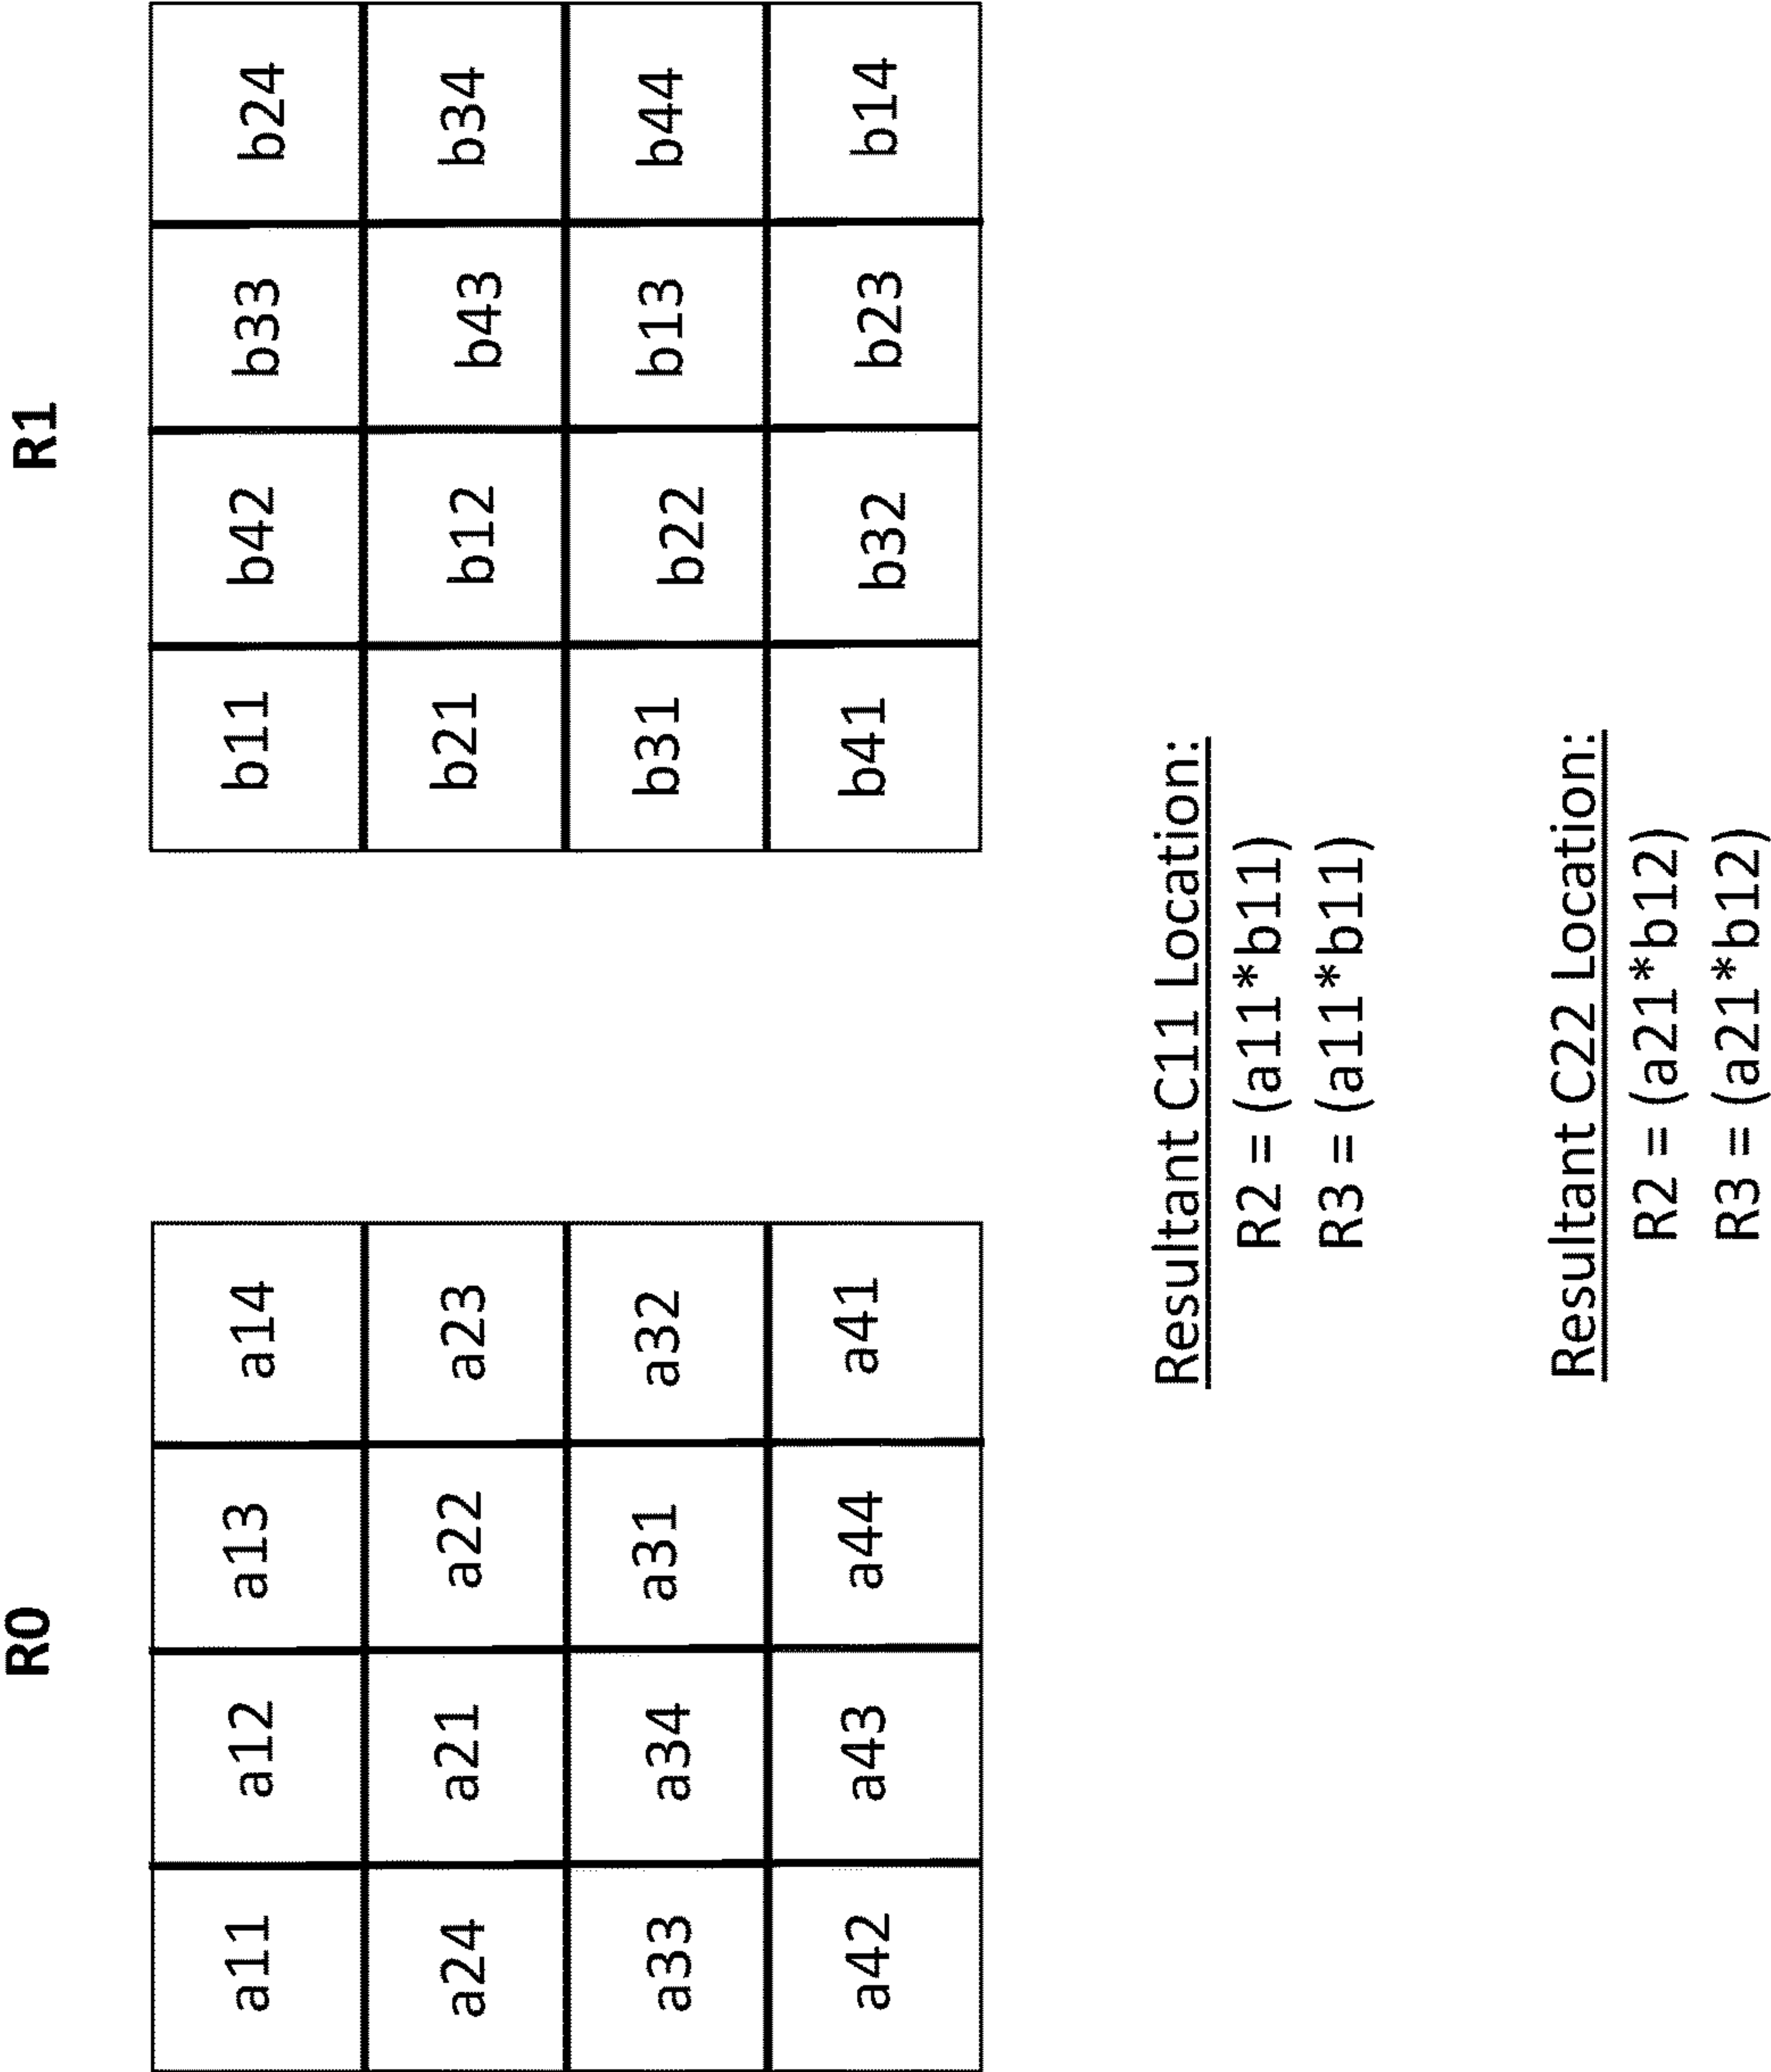 R0 R1
a11 a12 a13 a14 b11 b42 b33 b24
a24 a21 a22 a23 b21 b12 b43 b34
a33 a34 a31 a32 b31 b22 b13 b44
a42 a43 a44 a41 b41 b32 b23 b14
Resultant C11 Location:
R2 = (a11*b11)
R3 = (a11*b11)
Resultant C22 Location:
R2 = (a21*b12)
R3 = (a21*b12)